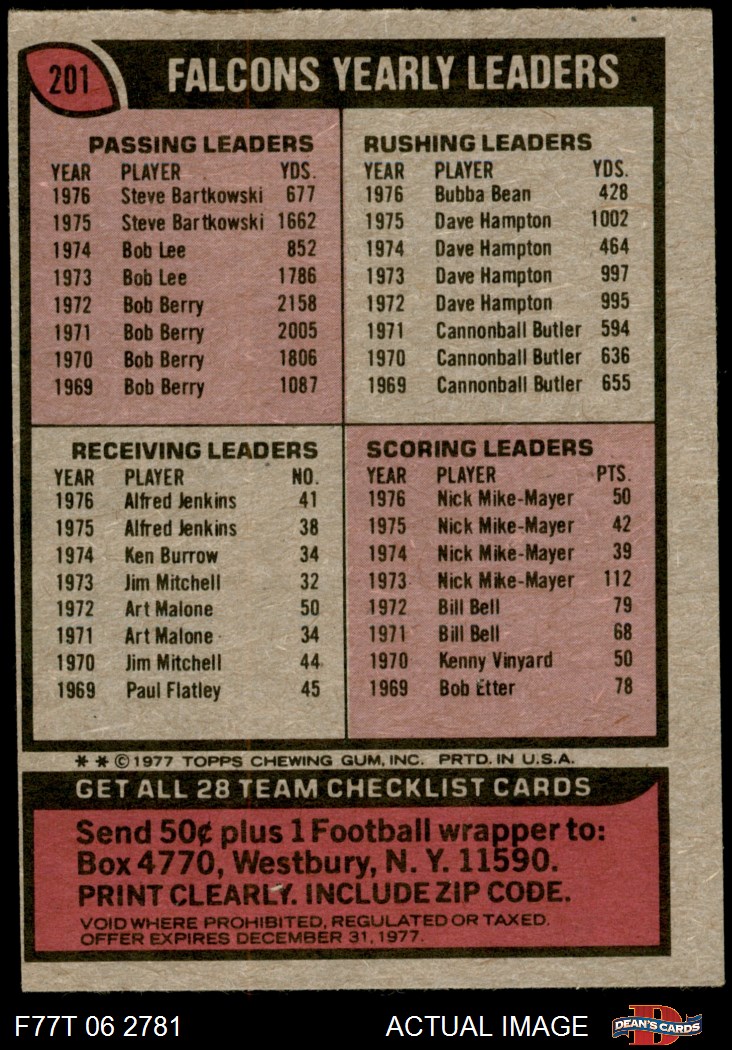 201
FALCONS YEARLY LEADERS
PASSING LEADERS
YEAR PLAYER YDS.
1976 Steve Bartkowski 677
1975 Steve Bartkowski 1662
1974 Bob Lee 852
1973 Bob Lee 1786
1972 Bob Berry 2158
1971 Bob Berry 2005
1970 Bob Berry 1806
1969 Bob Berry 1087
RUSHING LEADERS
YEAR PLAYER YDS.
1976 Bubba Bean 428
1975 Dave Hampton 1002
1974 Dave Hampton 464
1973 Dave Hampton 997
1972 Dave Hampton 995
1971 Cannonball Butler 594
1970 Cannonball Butler 636
1969 Cannonball Butler 655
RECEIVING LEADERS
YEAR PLAYER NO.
1976 Alfred Jenkins 41
1975 Alfred Jenkins 38
1974 Ken Burrow 34
1973 Jim Mitchell 32
1972 Art Malone 50
1971 Art Malone 34
1970 Jim Mitchell 44
1969 Paul Flatley 45
SCORING LEADERS
YEAR PLAYER PTS.
1976 Nick Mike-Mayer 50
1975 Nick Mike-Mayer 42
1974 Nick Mike-Mayer 39
1973 Nick Mike-Mayer 112
1972 Bill Bell 79
1971 Bill Bell 68
1970 Kenny Vinyard 50
1969 Bob Etter 78
* * © 1977 TOPPS CHEWING GUM, INC. PRTD. IN U.S.A.
GET ALL 28 TEAM CHECKLIST CARDS
Send 50¢ plus 1 Football wrapper to:
Box 4770, Westbury, N. Y. 11590.
PRINT CLEARLY. INCLUDE ZIP CODE.
VOID WHERE PROHIBITED, REGULATED OR TAXED.
OFFER EXPIRES DECEMBER 31, 1977.
F77T 06 2781
ACTUAL IMAGE
D
DEAN'S CARDS